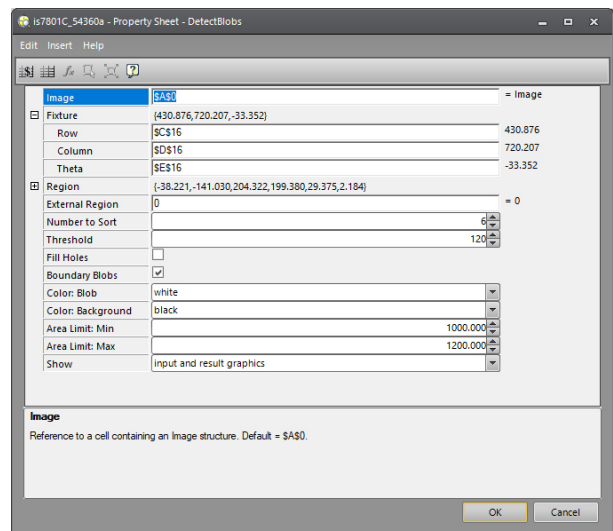 is7801C_54360a - Property Sheet - DetectBlobs
Edit Insert Help
Image $A$0 = Image
Fixture {430.876,720.207,-33.352}
Row $C$16 430.876
Column $D$16 720.207
Theta $E$16 -33.352
Region {-38.221,-141.030,204.322,199.380,29.375,2.184}
External Region 0 = 0
Number to Sort 6
Threshold 120
Fill Holes
Boundary Blobs
Color: Blob white
Color: Background black
Area Limit: Min 1000.000
Area Limit: Max 1200.000
Show input and result graphics
Image
Reference to a cell containing an Image structure. Default = $A$0.
OK Cancel